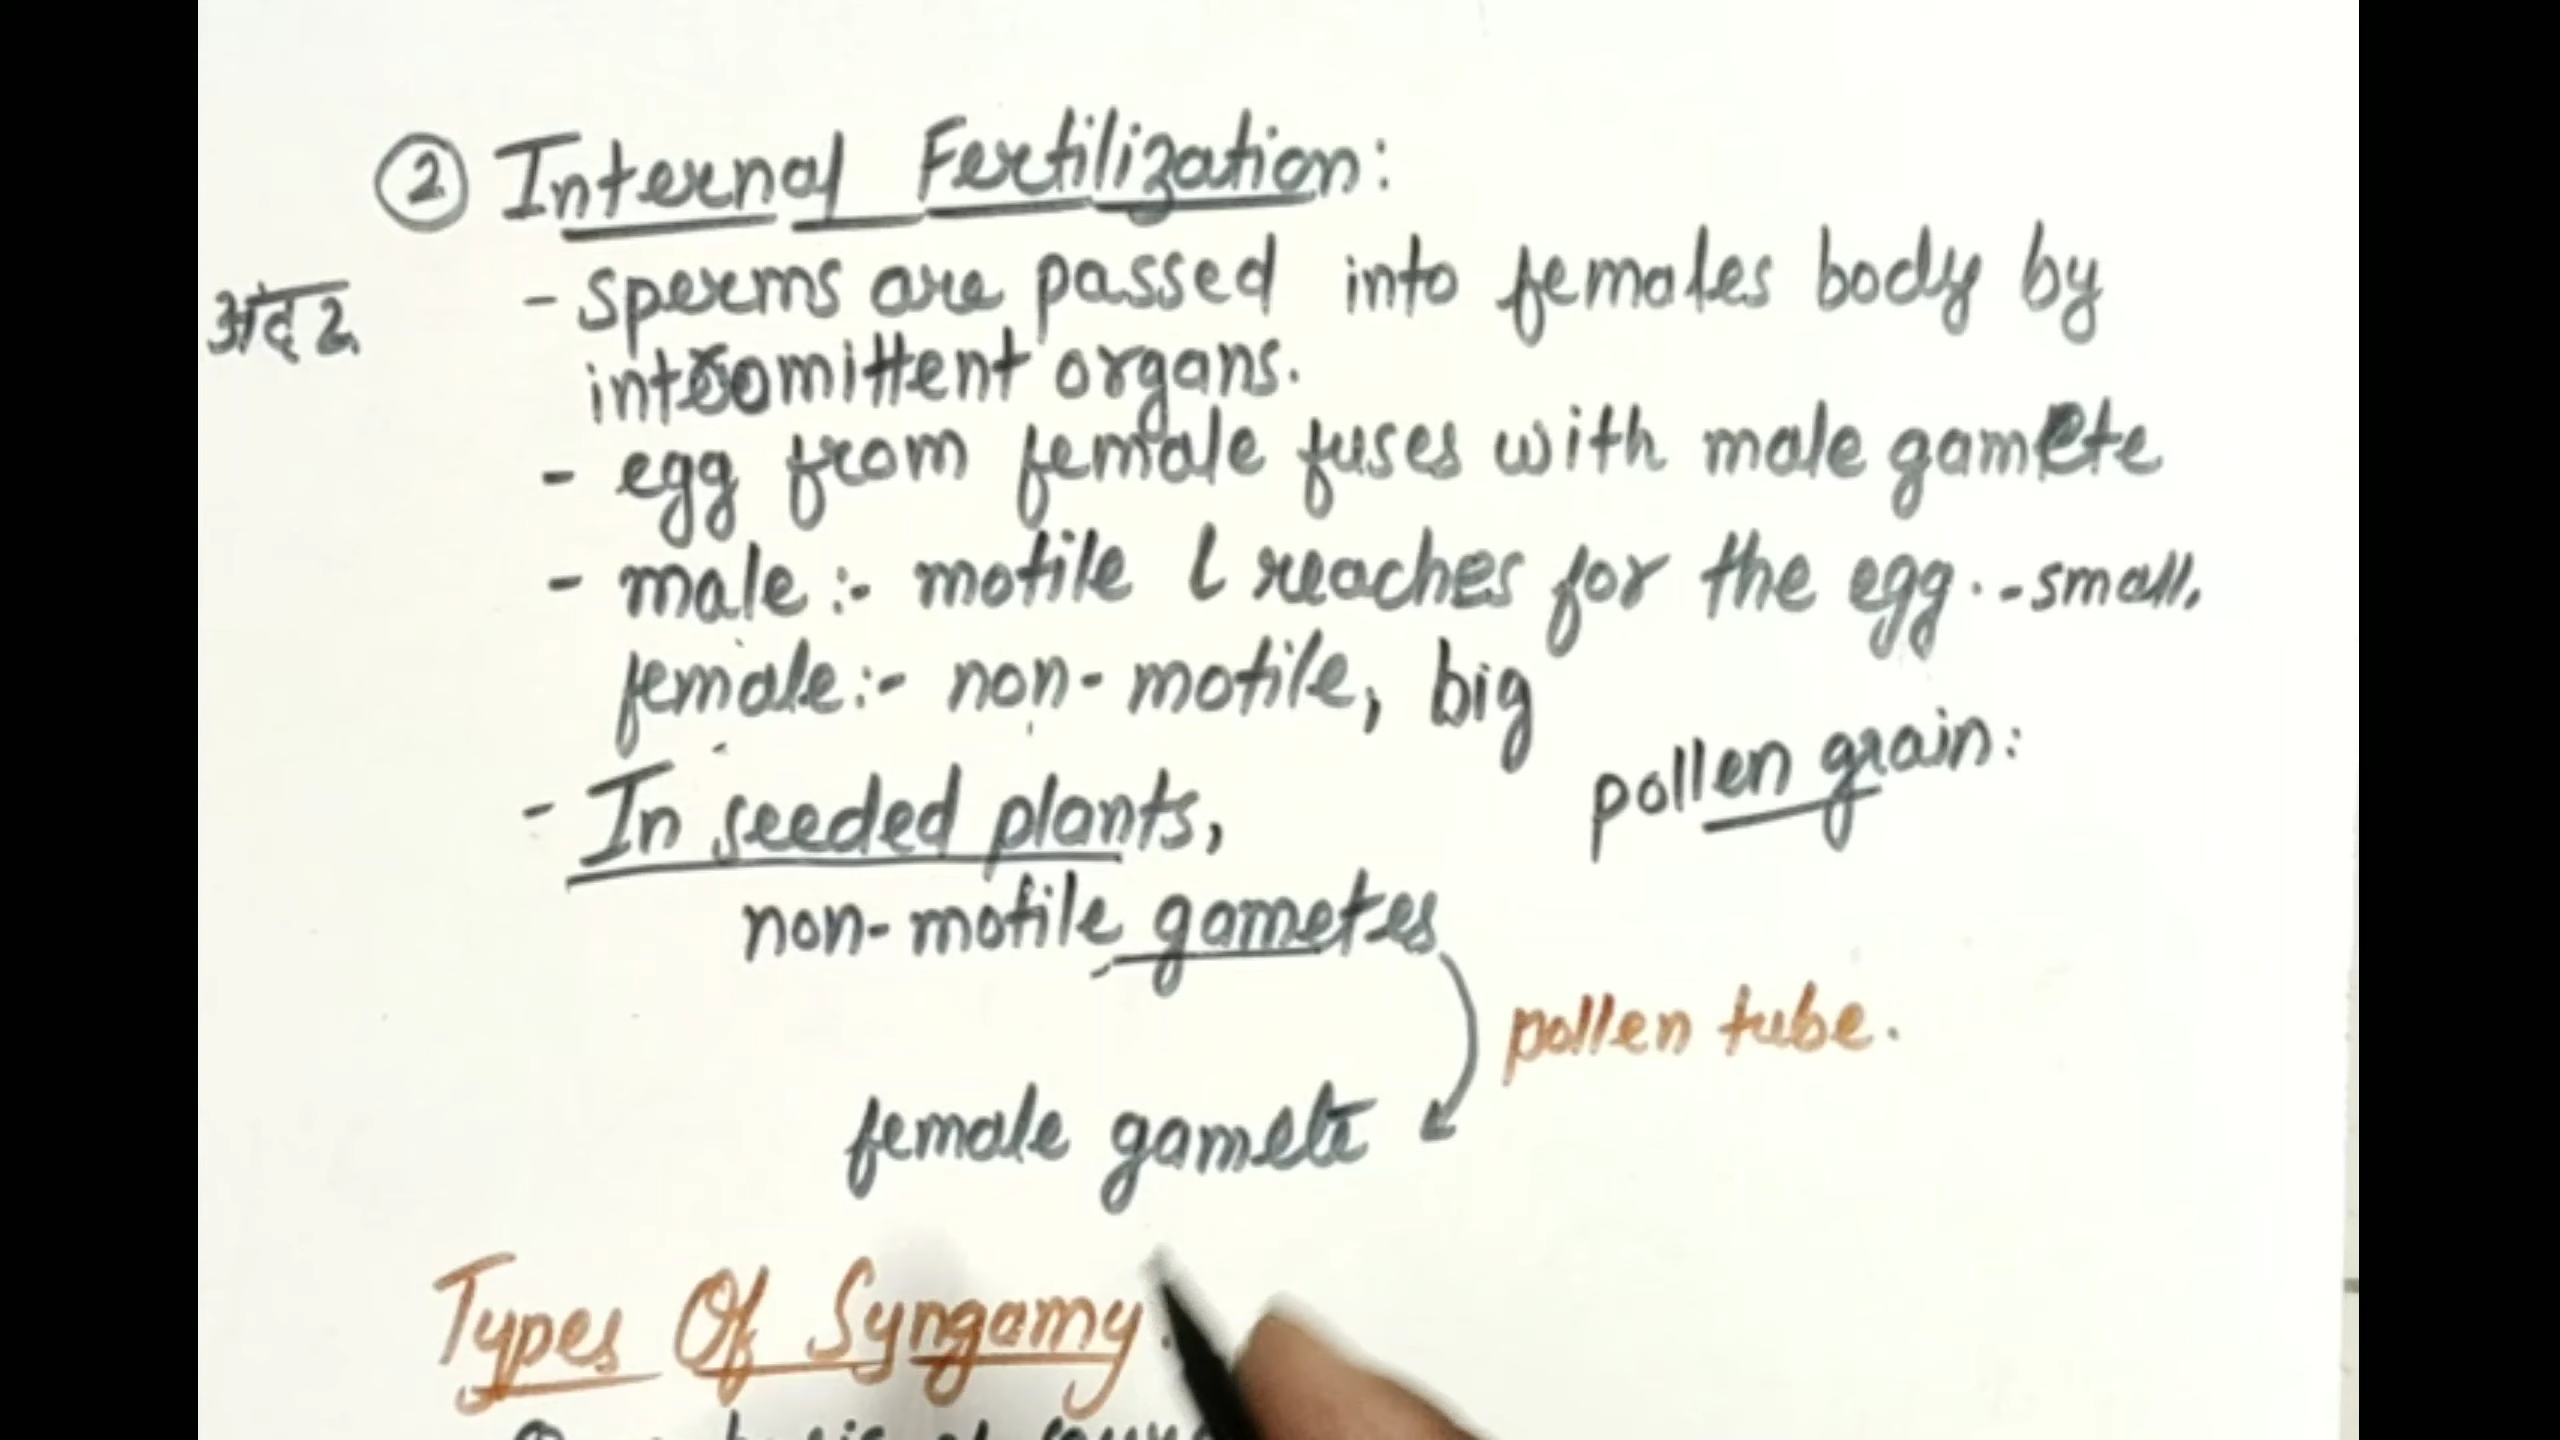 ② Internal Fertilization:
अंदर
- sperms are passed into females body by
intromittent organs.
- egg from female fuses with male gamete
- male :- motile & reaches for the egg. - small.
female :- non-motile, big
- In seeded plants,
pollen grain:
non-motile gametes
pollen tube.
female gamete
Types Of Syngamy: